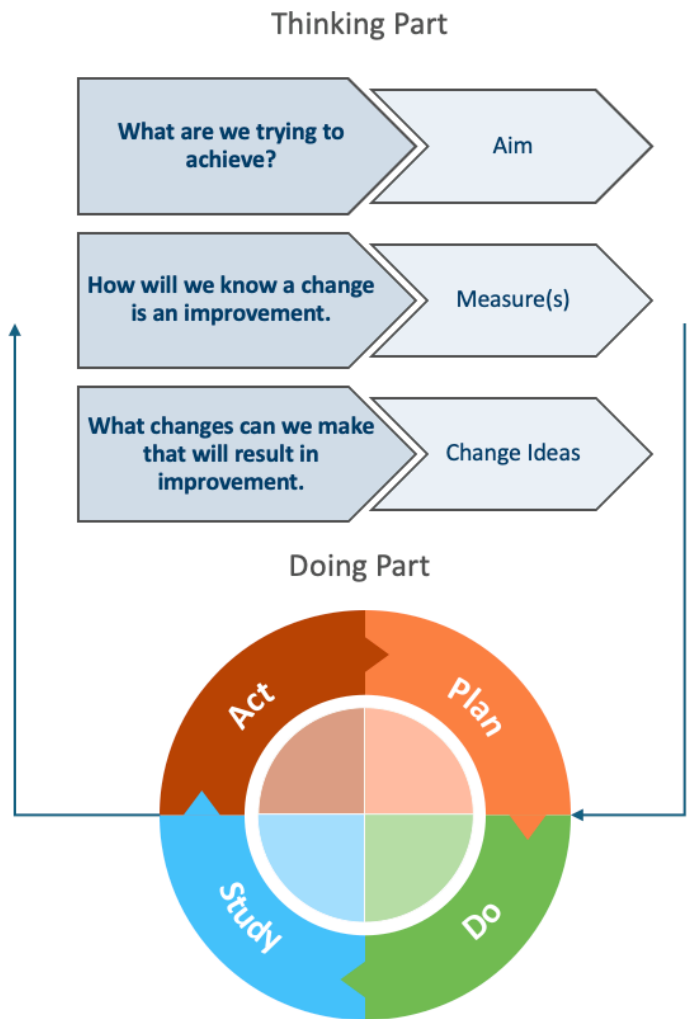 Thinking Part
What are we trying to
achieve?
Aim
How will we know a change
is an improvement.
Measure(s)
What changes can we make
that will result in
improvement.
Change Ideas
Doing Part
Act
Plan
Study
Do